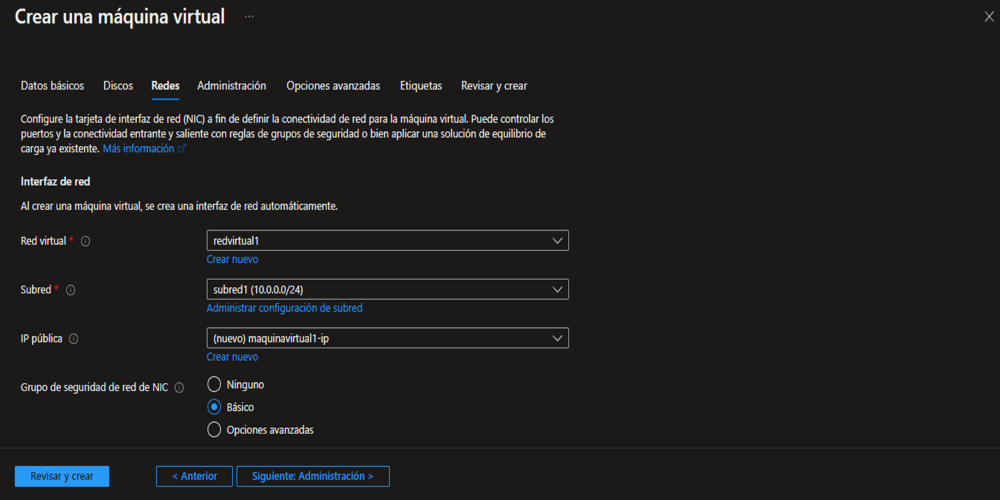 Crear una máquina virtual ...
Datos básicos Discos Redes Administración Opciones avanzadas Etiquetas Revisar y crear
Configure la tarjeta de interfaz de red (NIC) a fin de definir la conectividad de red para la máquina virtual. Puede controlar los
puertos y la conectividad entrante y saliente con reglas de grupos de seguridad o bien aplicar una solución de equilibrio de
carga ya existente. Más información
Interfaz de red
Al crear una máquina virtual, se crea una interfaz de red automáticamente.
Red virtual * redvirtual1
Crear nuevo
Subred * subred1 (10.0.0.0/24)
Administrar configuración de subred
IP pública (nuevo) maquinavirtual1-ip
Crear nuevo
Grupo de seguridad de red de NIC Ninguno
Básico
Opciones avanzadas
Revisar y crear < Anterior Siguiente: Administración >